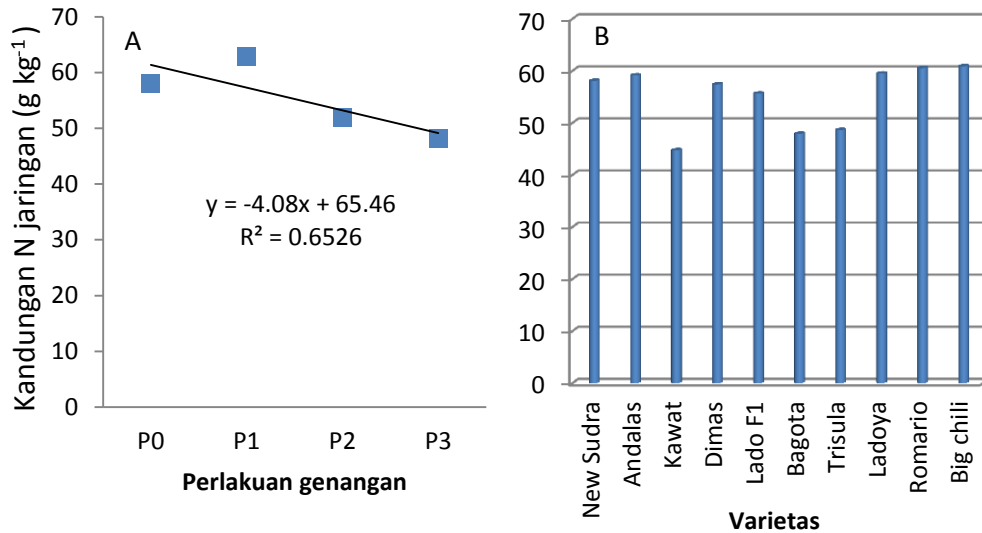 Kandungan N jaringan (g kg⁻¹)
70
60
50
40
30
20
10
0
A
y = -4.08x + 65.46
R² = 0.6526
P0 P1 P2 P3
Perlakuan genangan
B
70
60
50
40
30
20
10
0
New Sudra
Andalas
Kawat
Dimas
Lado F1
Bagota
Trisula
Ladoya
Romario
Big chili
Varietas